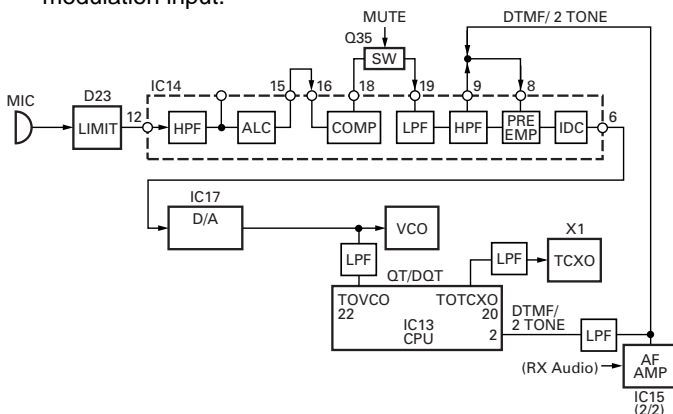 modulation input.
MUTE
DTMF/ 2 TONE
Q35
SW
IC14
15
16
18
19
9
8
MIC
D23
LIMIT
12
HPF
ALC
COMP
LPF
HPF
PRE
EMP
IDC
6
IC17
D/A
VCO
X1
LPF
LPF
TCXO
QT/DQT
TOVCO
22
TOTCXO
20
IC13
CPU
2
DTMF/
2 TONE
LPF
(RX Audio)
AF
AMP
IC15
(2/2)